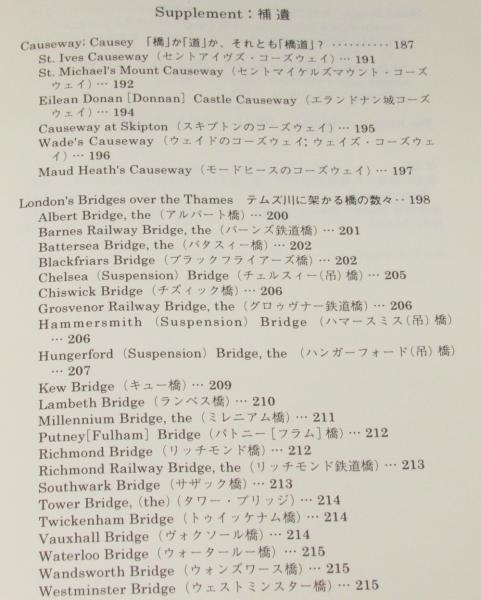 Supplement：補遺
Causeway; Causey 「橋」か「道」か、それとも「橋道」？ ·········· 187
St. Ives Causeway（セントアイヴズ・コーズウェイ）… 191
St. Michael's Mount Causeway（セントマイケルズマウント・コーズ
ウェイ）… 192
Eilean Donan [Donnan] Castle Causeway（エランドナン城コーズ
ウェイ）… 194
Causeway at Skipton（スキプトンのコーズウェイ）… 195
Wade's Causeway（ウェイドのコーズウェイ; ウェイズ・コーズウェ
イ）… 196
Maud Heath's Causeway（モードヒースのコーズウェイ）… 197
London's Bridges over the Thames テムズ川に架かる橋の数々‥198
Albert Bridge, the（アルバート橋）… 200
Barnes Railway Bridge, the（バーンズ鉄道橋）… 201
Battersea Bridge, the（バタスィー橋）… 202
Blackfriars Bridge（ブラックフライアーズ橋）… 202
Chelsea (Suspension) Bridge（チェルスィー(吊)橋）… 205
Chiswick Bridge（チズィック橋）… 206
Grosvenor Railway Bridge, the（グロゥヴナー鉄道橋）… 206
Hammersmith (Suspension) Bridge（ハマースミス(吊)橋）
… 206
Hungerford (Suspension) Bridge, the（ハンガーフォード(吊)橋）
… 207
Kew Bridge（キュー橋）… 209
Lambeth Bridge（ランベス橋）… 210
Millennium Bridge, the（ミレニアム橋）… 211
Putney[Fulham] Bridge（パトニー［フラム］橋）… 212
Richmond Bridge（リッチモンド橋）… 212
Richmond Railway Bridge, the（リッチモンド鉄道橋）… 213
Southwark Bridge（サザック橋）… 213
Tower Bridge, (the)（タワー・ブリッジ）… 214
Twickenham Bridge（トゥイッケナム橋）… 214
Vauxhall Bridge（ヴォクソール橋）… 214
Waterloo Bridge（ウォータールー橋）… 215
Wandsworth Bridge（ウォンズワース橋）… 215
Westminster Bridge（ウェストミンスター橋）… 215